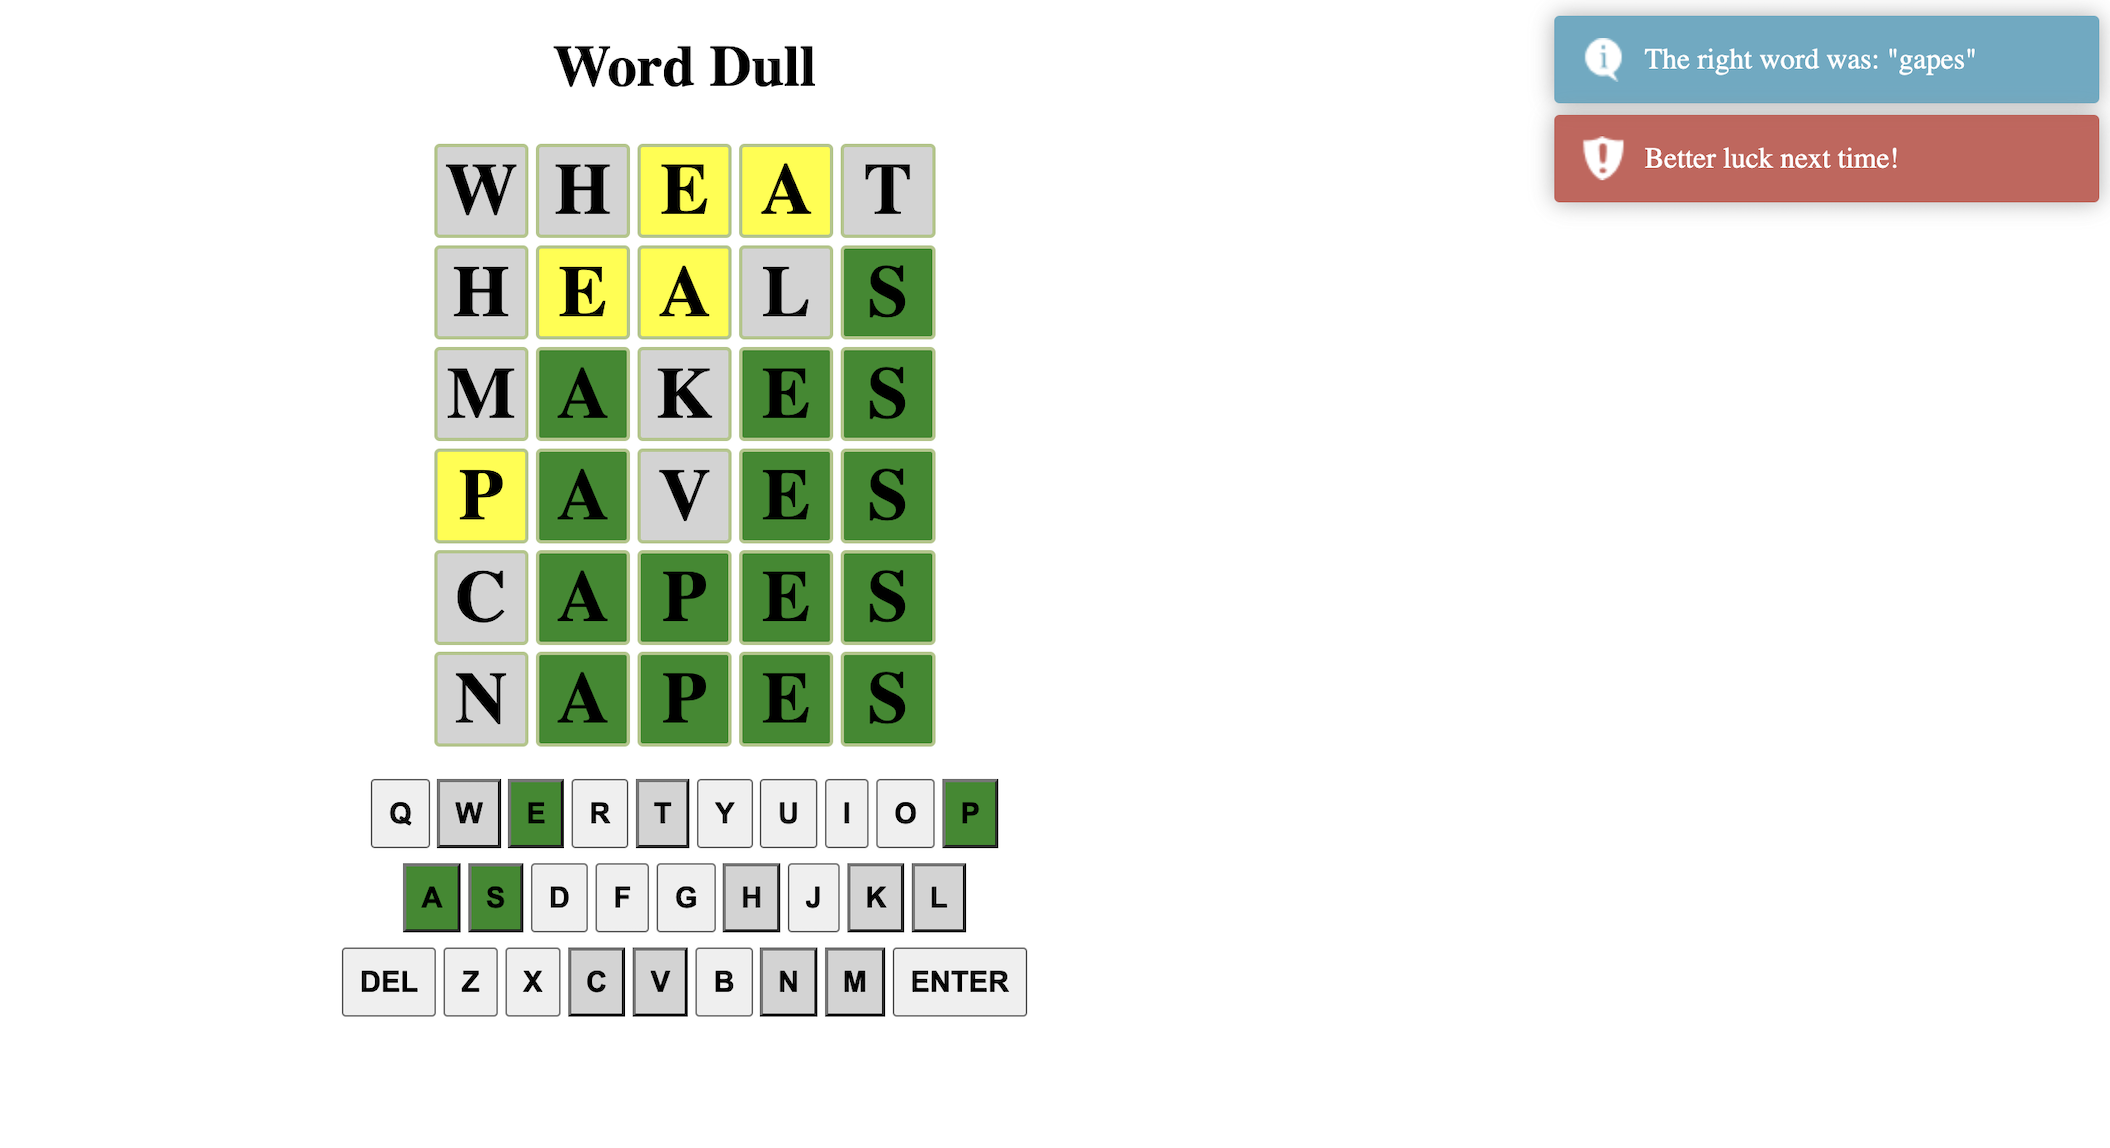 Word Dull
W H E A T
H E A L S
M A K E S
P A V E S
C A P E S
N A P E S
Q W E R T Y U I O P
A S D F G H J K L
DEL Z X C V B N M ENTER
The right word was: "gapes"
Better luck next time!